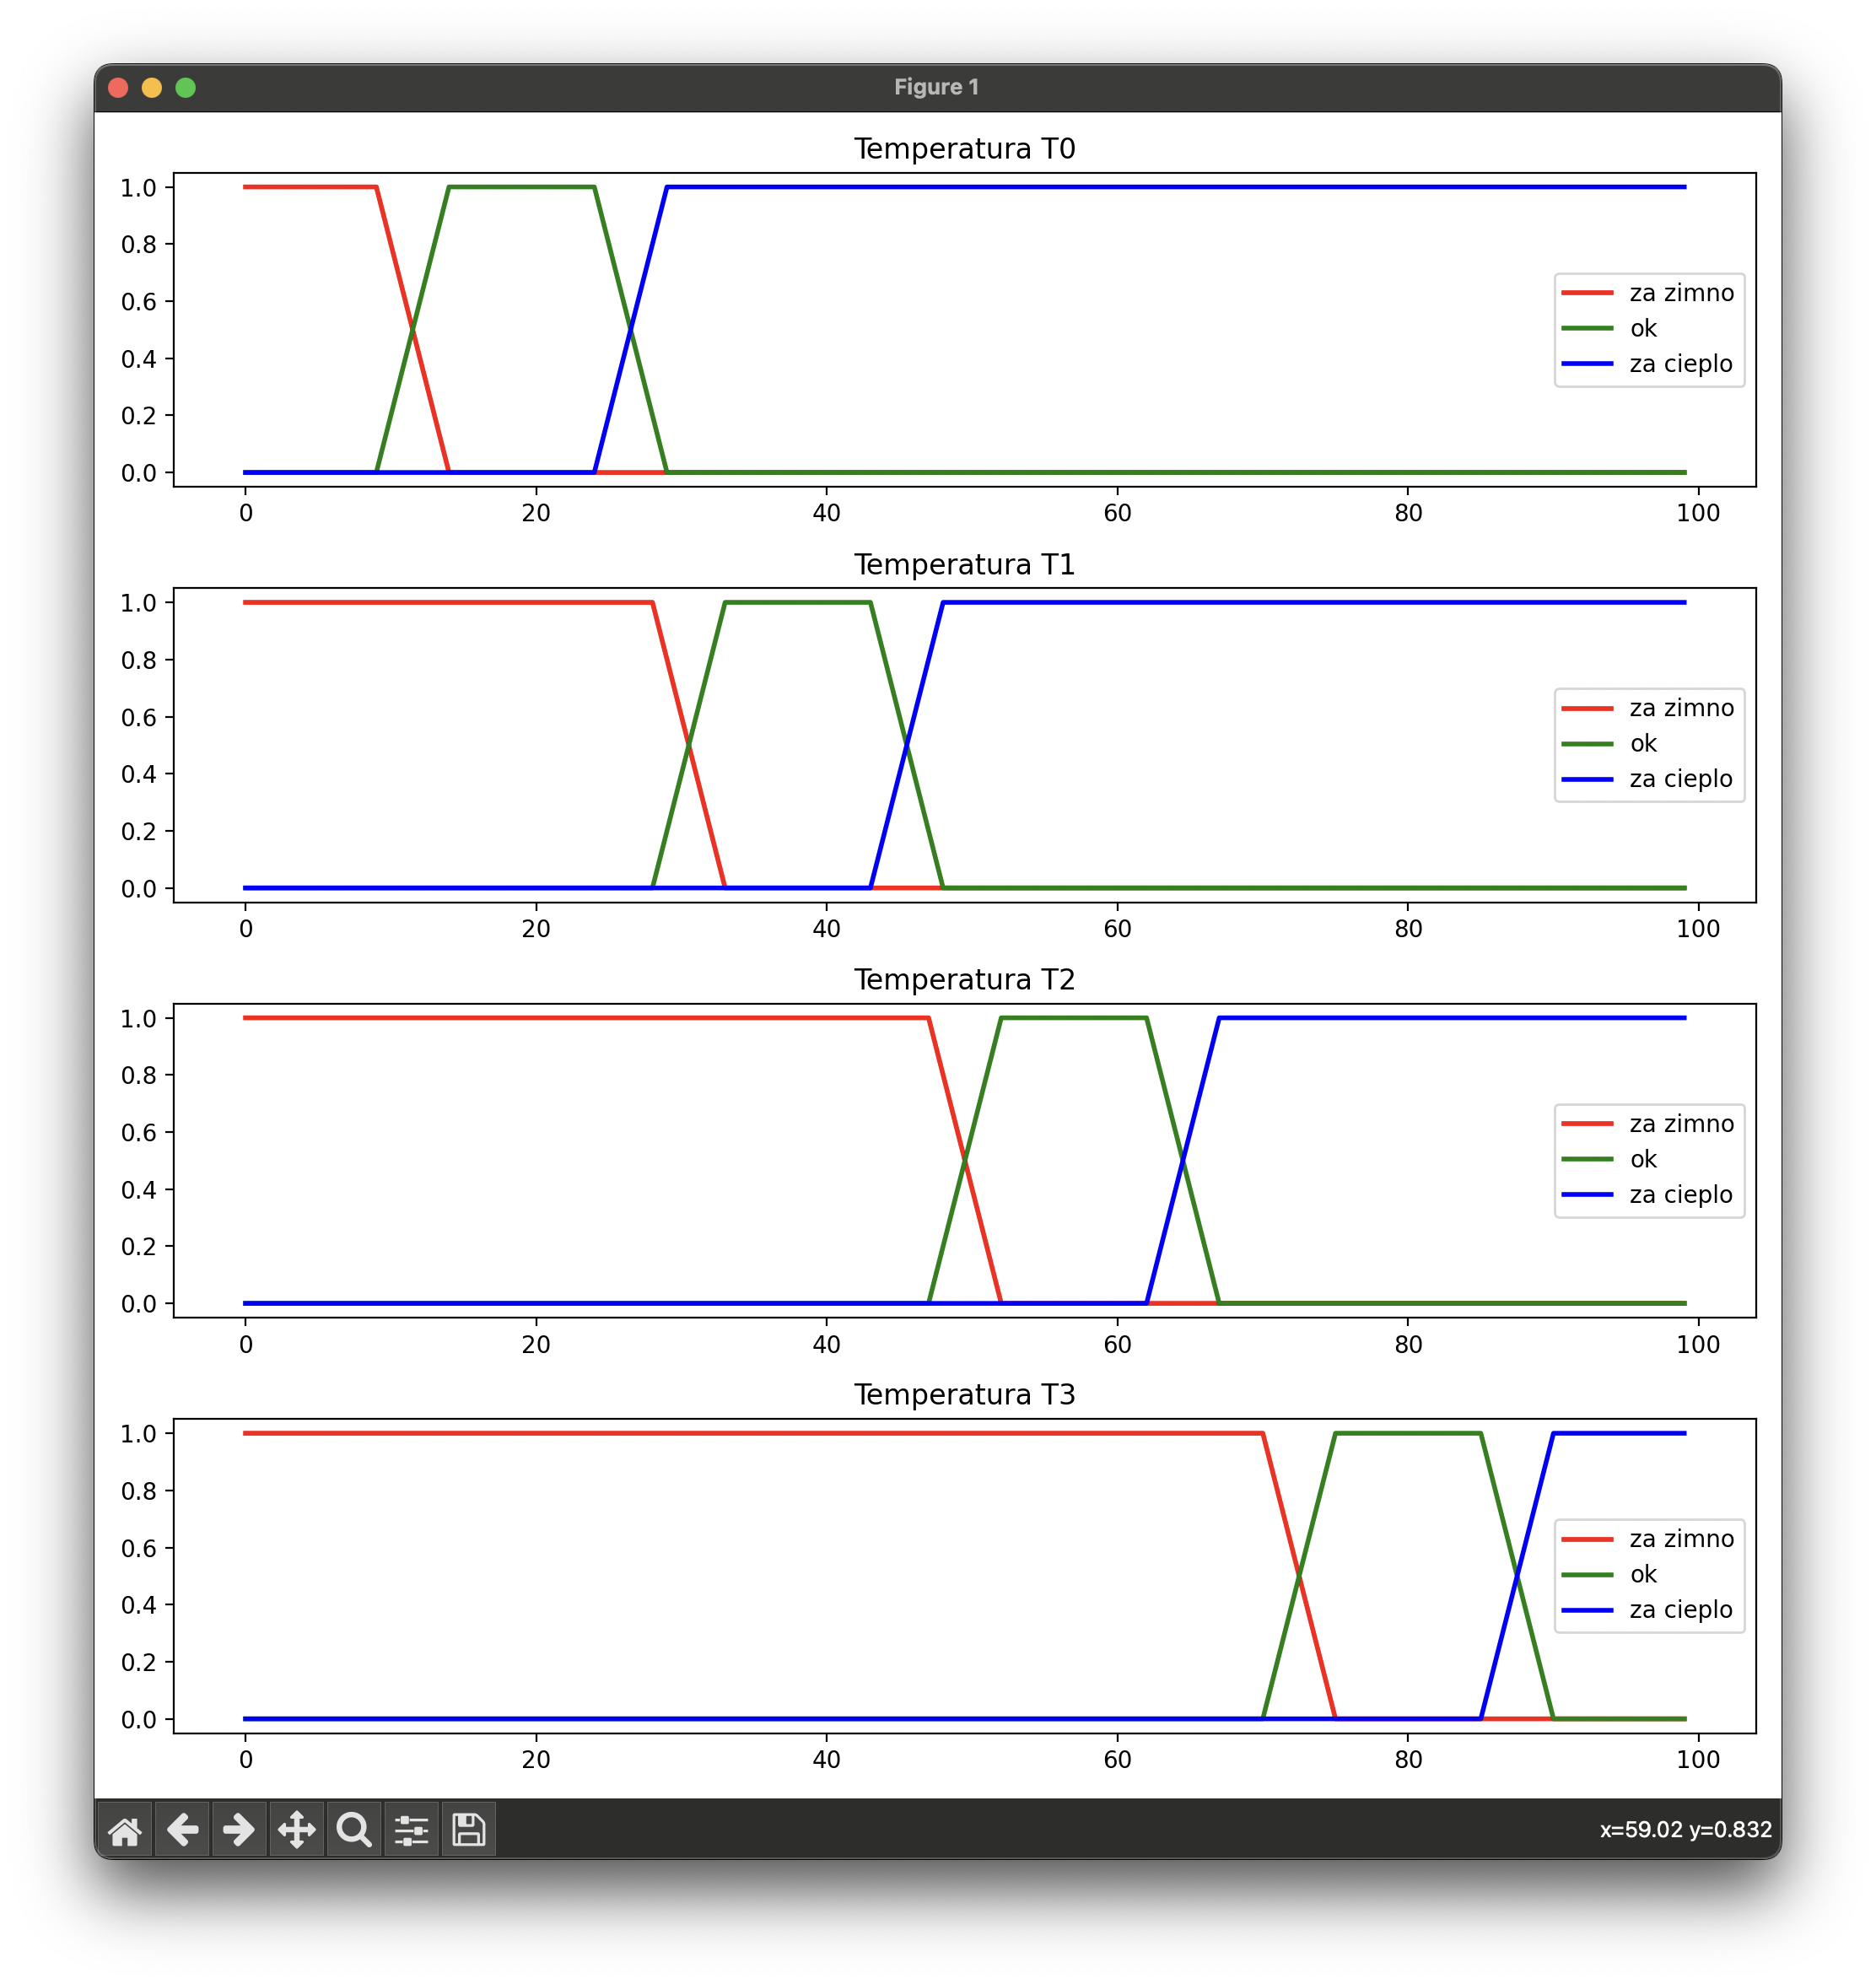 Figure 1
Temperatura T0
1.0
0.8
0.6
0.4
0.2
0.0
za zimno
ok
za cieplo
0 20 40 60 80 100
Temperatura T1
1.0
0.8
0.6
0.4
0.2
0.0
za zimno
ok
za cieplo
0 20 40 60 80 100
Temperatura T2
1.0
0.8
0.6
0.4
0.2
0.0
za zimno
ok
za cieplo
0 20 40 60 80 100
Temperatura T3
1.0
0.8
0.6
0.4
0.2
0.0
za zimno
ok
za cieplo
0 20 40 60 80 100
x=59.02 y=0.832